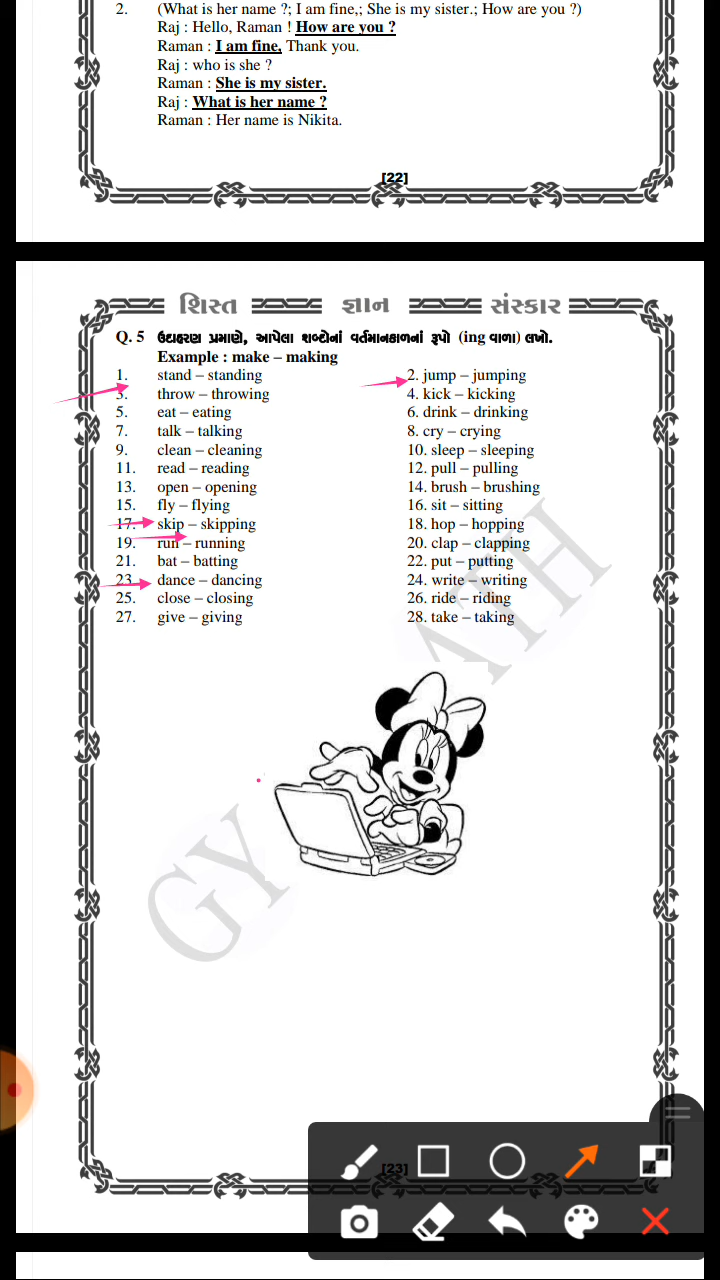 2. (What is her name ?; I am fine,; She is my sister.; How are you ?)
Raj : Hello, Raman ! How are you ?
Raman : I am fine, Thank you.
Raj : who is she ?
Raman : She is my sister.
Raj : What is her name ?
Raman : Her name is Nikita.
[22]
શિસ્ત જ્ઞાન સંસ્કાર
Q. 5 ઉદાહરણ પ્રમાણે, આપેલા શબ્દોનાં વર્તમાનકાળનાં રૂપો (ing વાળા) લખો.
Example : make – making
1. stand – standing 2. jump – jumping
3. throw – throwing 4. kick – kicking
5. eat – eating 6. drink – drinking
7. talk – talking 8. cry – crying
9. clean – cleaning 10. sleep – sleeping
11. read – reading 12. pull – pulling
13. open – opening 14. brush – brushing
15. fly – flying 16. sit – sitting
17. skip – skipping 18. hop – hopping
19. run – running 20. clap – clapping
21. bat – batting 22. put – putting
23. dance – dancing 24. write – writing
25. close – closing 26. ride – riding
27. give – giving 28. take – taking
GY ATH
[23]